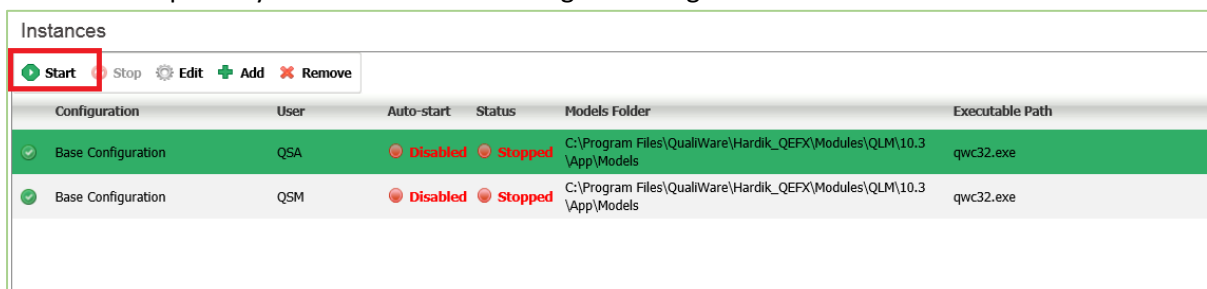 Instances
Start Stop Edit Add Remove
Configuration User Auto-start Status Models Folder Executable Path
Base Configuration QSA Disabled Stopped C:\Program Files\QualiWare\Hardik_QEFX\Modules\QLM\10.3
\App\Models qwc32.exe
Base Configuration QSM Disabled Stopped C:\Program Files\QualiWare\Hardik_QEFX\Modules\QLM\10.3
\App\Models qwc32.exe